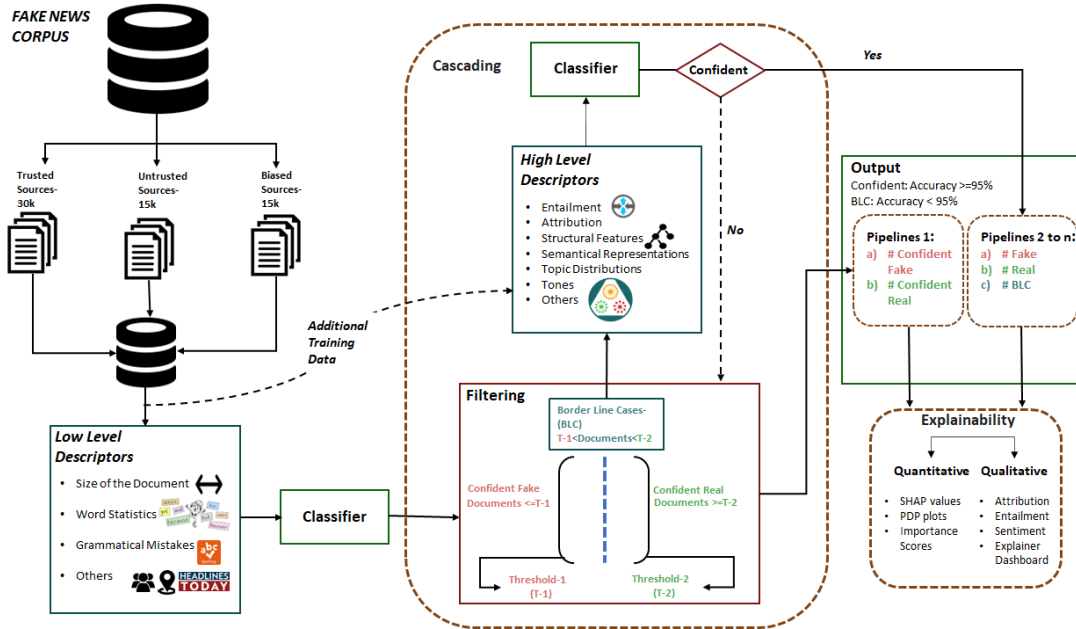 FAKE NEWS
CORPUS
Trusted
Sources-
30k
Untrusted
Sources-
15k
Biased
Sources-
15k
Additional
Training
Data
Low Level
Descriptors
• Size of the Document
• Word Statistics
• Grammatical Mistakes
abc
• Others
HEADLINES
TODAY
Classifier
Cascading
Classifier
Confident
Yes
No
High Level
Descriptors
• Entailment
• Attribution
• Structural Features
• Semantical Representations
• Topic Distributions
• Tones
• Others
Filtering
Border Line Cases-
(BLC)
T-1<Documents<T-2
Confident Fake
Documents <=T-1
Confident Real
Documents >=T-2
Threshold-1
(T-1)
Threshold-2
(T-2)
Output
Confident: Accuracy >=95%
BLC: Accuracy < 95%
Pipelines 1:
a) # Confident
Fake
b) # Confident
Real
Pipelines 2 to n:
a) # Fake
b) # Real
c) # BLC
Explainability
Quantitative
• SHAP values
• PDP plots
• Importance
Scores
Qualitative
• Attribution
• Entailment
• Sentiment
• Explainer
Dashboard